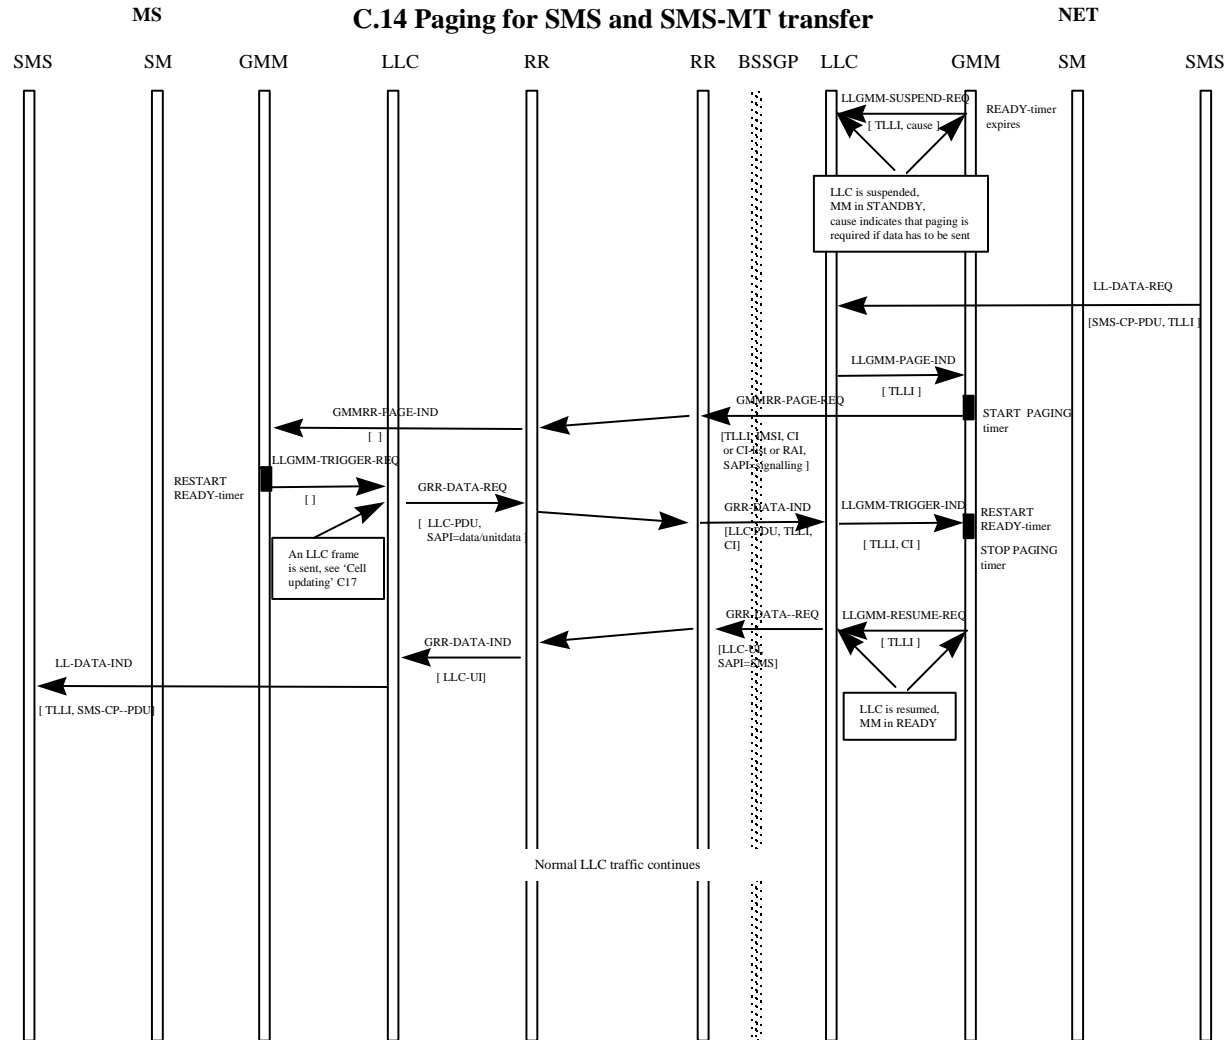 MS
C.14 Paging for SMS and SMS-MT transfer
NET
SMS
SM
GMM
LLC
RR
RR
BSSGP
LLC
GMM
SM
SMS
LLGMM-SUSPEND-REQ
[ TLLI, cause ]
READY-timer
expires
LLC is suspended,
MM in STANDBY,
cause indicates that paging is
required if data has to be sent
LL-DATA-REQ
[SMS-CP-PDU, TLLI ]
LLGMM-PAGE-IND
[ TLLI ]
GMMRR-PAGE-REQ
[TLLI, IMSI, CI
or CI-list or RAI,
SAPI=signalling ]
START PAGING
timer
GMMRR-PAGE-IND
[ ]
LLGMM-TRIGGER-REQ
[ ]
RESTART
READY-timer
GRR-DATA-REQ
[ LLC-PDU,
SAPI=data/unitdata ]
GRR-DATA-IND
[LLC-PDU, TLLI,
CI]
LLGMM-TRIGGER-IND
[ TLLI, CI ]
RESTART
READY-timer
STOP PAGING
timer
An LLC frame
is sent, see ‘Cell
updating’ C17
GRR-DATA--REQ
[LLC-UI,
SAPI=SMS]
LLGMM-RESUME-REQ
[ TLLI ]
GRR-DATA-IND
[ LLC-UI]
LL-DATA-IND
[ TLLI, SMS-CP--PDU]
LLC is resumed,
MM in READY
Normal LLC traffic continues